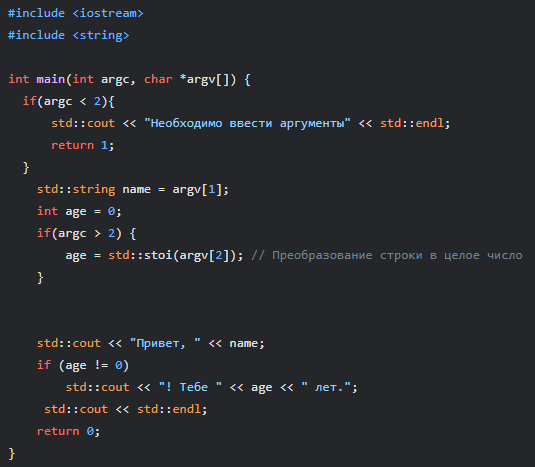 #include <iostream>
#include <string>
int main(int argc, char *argv[]) {
if(argc < 2){
std::cout << "Необходимо ввести аргументы" << std::endl;
return 1;
}
std::string name = argv[1];
int age = 0;
if(argc > 2) {
age = std::stoi(argv[2]); // Преобразование строки в целое число
}
std::cout << "Привет, " << name;
if (age != 0)
std::cout << "! Тебе " << age << " лет.";
std::cout << std::endl;
return 0;
}